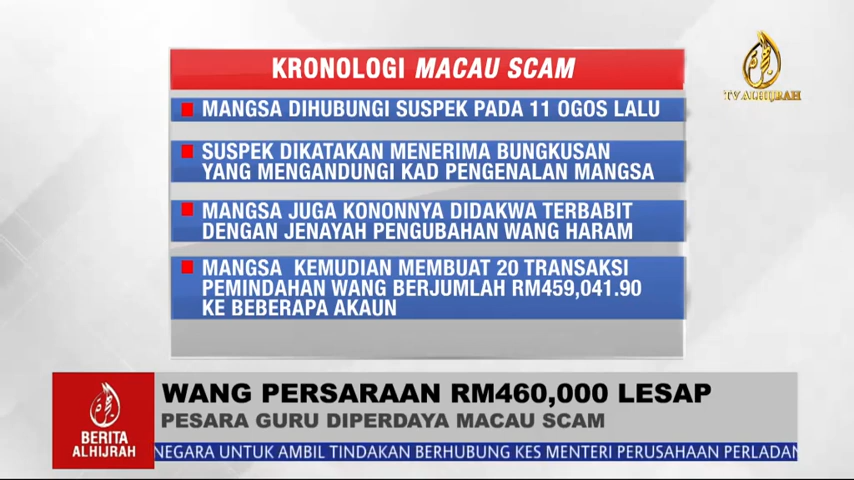 KRONOLOGI MACAU SCAM
TV ALHIJRAH
MANGSA DIHUBUNGI SUSPEK PADA 11 OGOS LALU
SUSPEK DIKATAKAN MENERIMA BUNGKUSAN
YANG MENGANDUNGI KAD PENGENALAN MANGSA
MANGSA JUGA KONONNYA DIDAKWA TERBABIT
DENGAN JENAYAH PENGUBAHAN WANG HARAM
MANGSA KEMUDIAN MEMBUAT 20 TRANSAKSI
PEMINDAHAN WANG BERJUMLAH RM459,041.90
KE BEBERAPA AKAUN
WANG PERSARAAN RM460,000 LESAP
PESARA GURU DIPERDAYA MACAU SCAM
BERITA
ALHIJRAH
NEGARA UNTUK AMBIL TINDAKAN BERHUBUNG KES MENTERI PERUSAHAAN PERLADAN